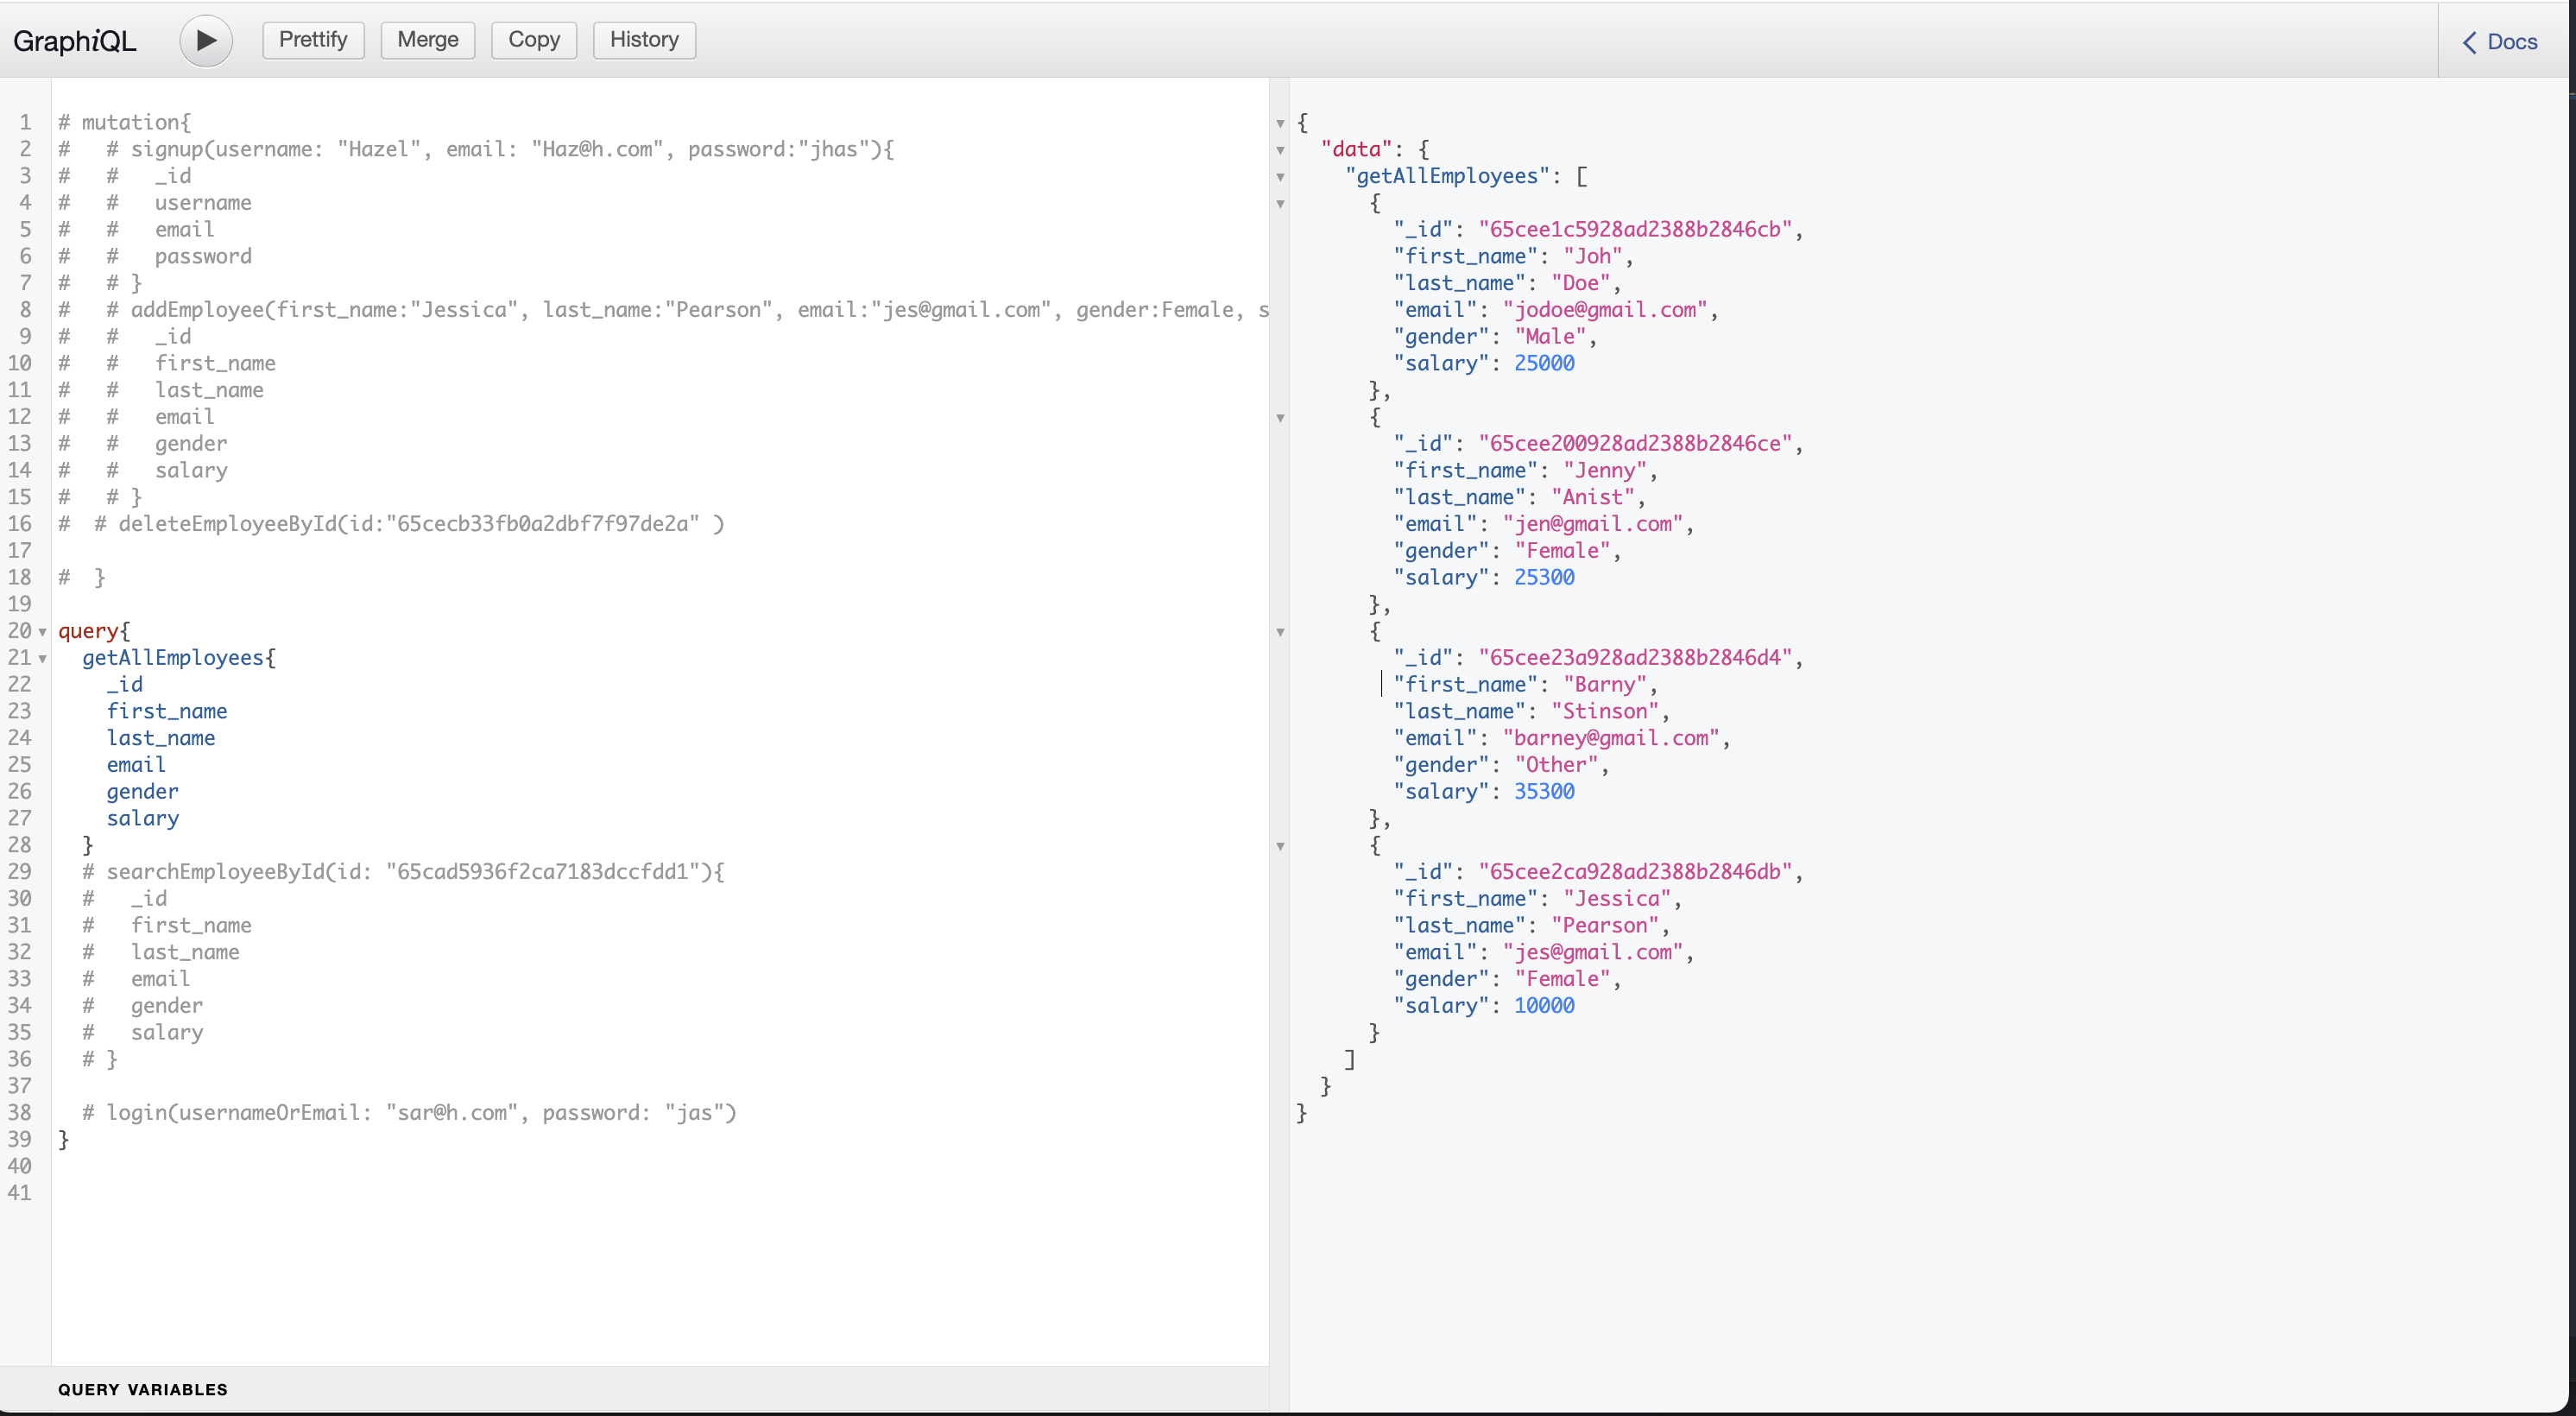 GraphiQL
Prettify
Merge
Copy
History
Docs
1 # mutation{
2 #   # signup(username: "Hazel", email: "Haz@h.com", password:"jhas"){
3 #   #   _id
4 #   #   username
5 #   #   email
6 #   #   password
7 #   # }
8 #   # addEmployee(first_name:"Jessica", last_name:"Pearson", email:"jes@gmail.com", gender:Female, s
9 #   #   _id
10 #   #   first_name
11 #   #   last_name
12 #   #   email
13 #   #   gender
14 #   #   salary
15 #   # }
16 #  # deleteEmployeeById(id:"65cecb33fb0a2dbf7f97de2a" )
17
18 #  }
19
20 query{
21   getAllEmployees{
22     _id
23     first_name
24     last_name
25     email
26     gender
27     salary
28   }
29   # searchEmployeeById(id: "65cad5936f2ca7183dccfdd1"){
30   #   _id
31   #   first_name
32   #   last_name
33   #   email
34   #   gender
35   #   salary
36   # }
37
38   # login(usernameOrEmail: "sar@h.com", password: "jas")
39 }
40
41
QUERY VARIABLES
{
  "data": {
    "getAllEmployees": [
      {
        "_id": "65cee1c5928ad2388b2846cb",
        "first_name": "Joh",
        "last_name": "Doe",
        "email": "jodoe@gmail.com",
        "gender": "Male",
        "salary": 25000
      },
      {
        "_id": "65cee200928ad2388b2846ce",
        "first_name": "Jenny",
        "last_name": "Anist",
        "email": "jen@gmail.com",
        "gender": "Female",
        "salary": 25300
      },
      {
        "_id": "65cee23a928ad2388b2846d4",
        "first_name": "Barny",
        "last_name": "Stinson",
        "email": "barney@gmail.com",
        "gender": "Other",
        "salary": 35300
      },
      {
        "_id": "65cee2ca928ad2388b2846db",
        "first_name": "Jessica",
        "last_name": "Pearson",
        "email": "jes@gmail.com",
        "gender": "Female",
        "salary": 10000
      }
    ]
  }
}